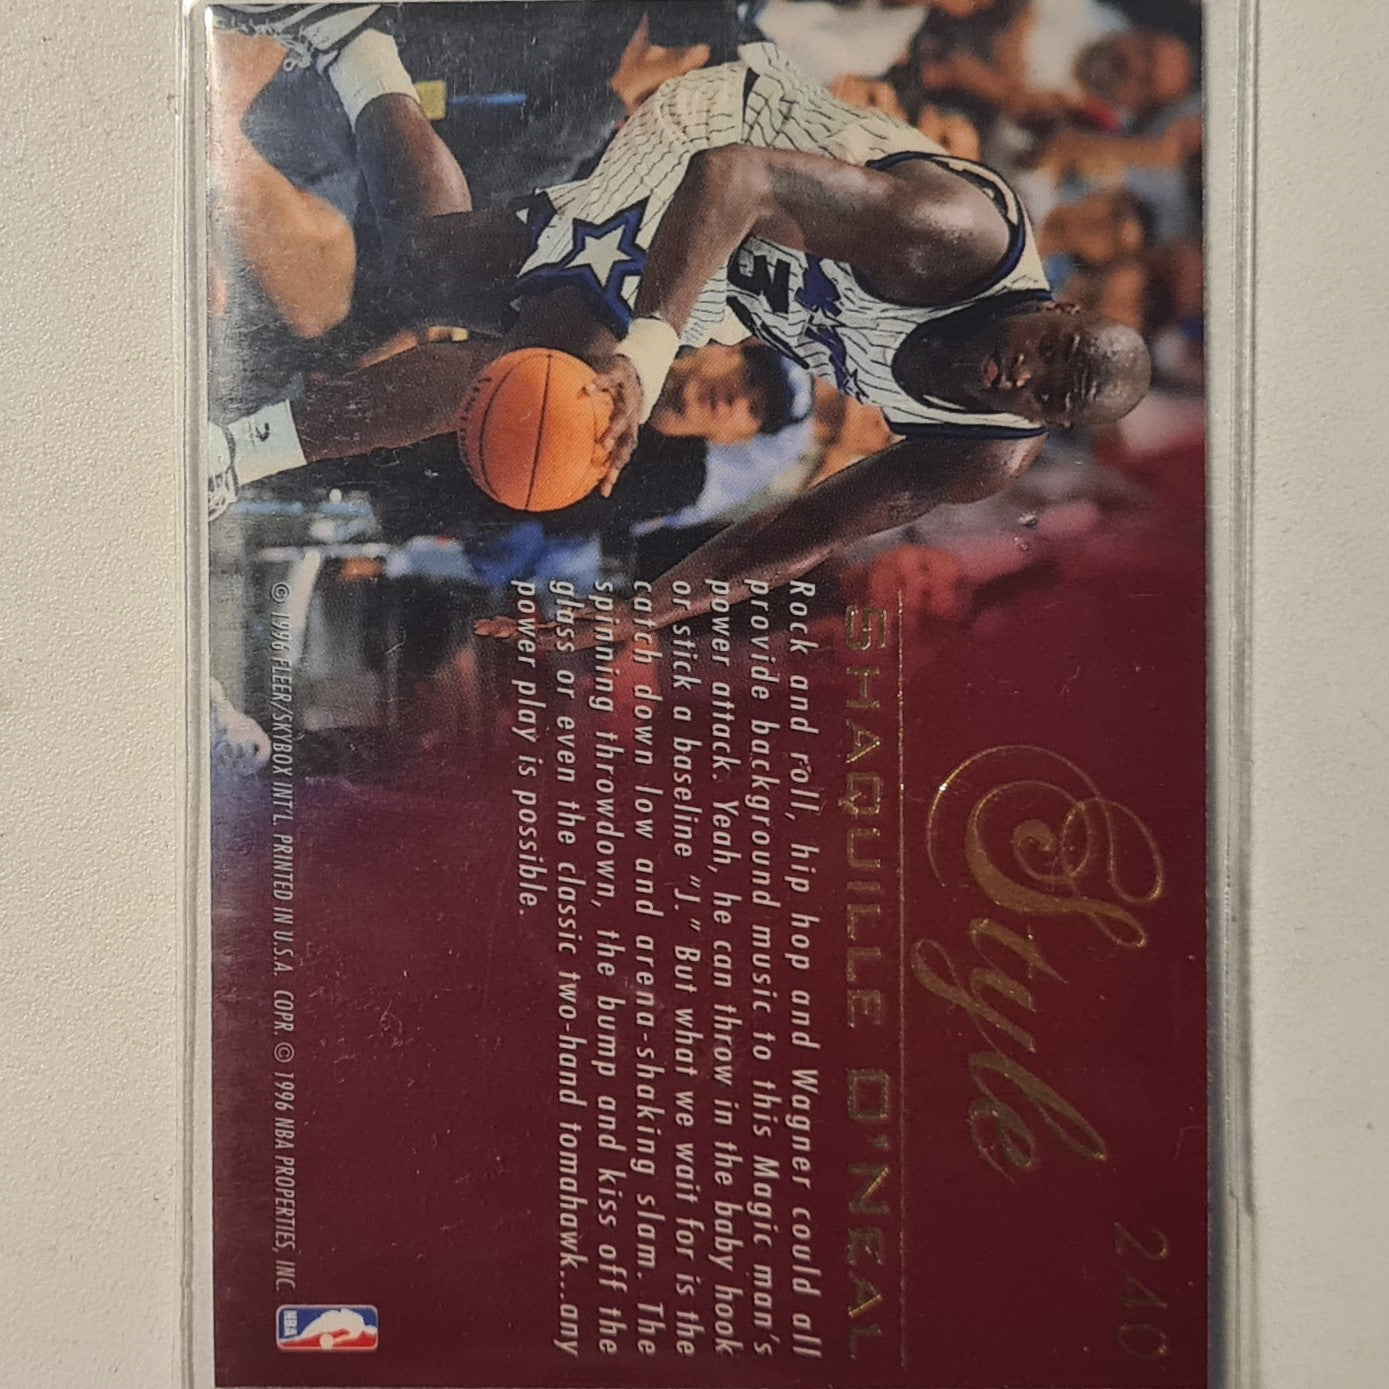 240
Style
SHAQUILLE O'NEAL
Rock and roll, hip hop and Wagner could all
provide background music to this Magic man's
power attack. Yeah, he can throw in the baby hook
or stick a baseline "J." But what we wait for is the
catch down low and arena-shaking slam. The
spinning throwdown, the bump and kiss off the
glass or even the classic two-hand tomahawk...any
power play is possible.
© 1996 FLEER/SKYBOX INT'L. PRINTED IN U.S.A. COPR. © 1996 NBA PROPERTIES, INC.
NBA